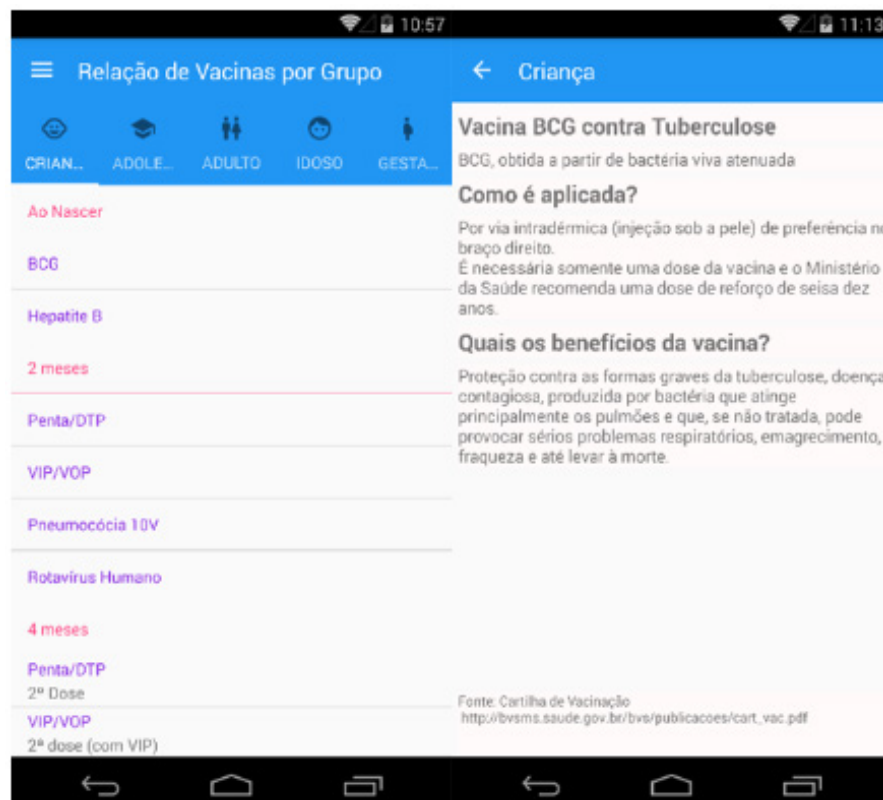 10:57
Relação de Vacinas por Grupo
CRIAN...
ADOLE...
ADULTO
IDOSO
GESTA...
Ao Nascer
BCG
Hepatite B
2 meses
Penta/DTP
VIP/VOP
Pneumocócia 10V
Rotavírus Humano
4 meses
Penta/DTP
2ª Dose
VIP/VOP
2ª dose (com VIP)
11:13
Criança
Vacina BCG contra Tuberculose
BCG, obtida a partir de bactéria viva atenuada
Como é aplicada?
Por via intradérmica (injeção sob a pele) de preferência no
braço direito.
É necessária somente uma dose da vacina e o Ministério
da Saúde recomenda uma dose de reforço de seisa dez
anos.
Quais os benefícios da vacina?
Proteção contra as formas graves da tuberculose, doença
contagiosa, produzida por bactéria que atinge
principalmente os pulmões e que, se não tratada, pode
provocar sérios problemas respiratórios, emagrecimento,
fraqueza e até levar à morte.
Fonte: Cartilha de Vacinação
http://bvsms.saude.gov.br/bvs/publicacoes/cart_vac.pdf